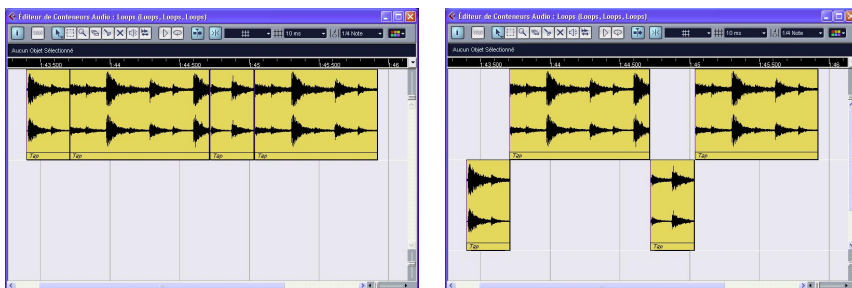 Éditeur de Conteneurs Audio : Loops (Loops, Loops, Loops)
10 ms
1/4 Note
Aucun Objet Sélectionné
1:43.500 1:44 1:44.500 1:45 1:45.500 1:46
Tap Tap Tap Tap
Éditeur de Conteneurs Audio : Loops (Loops, Loops, Loops)
10 ms
1/4 Note
Aucun Objet Sélectionné
1:43.500 1:44 1:44.500 1:45 1:45.500 1:46
Tap Tap
Tap Tap